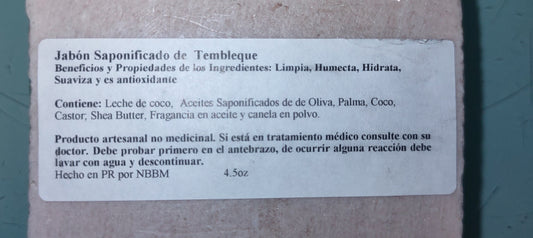 Jabón Saponificado de Tembleque
Beneficios y Propiedades de los Ingredientes: Limpia, Humecta, Hidrata,
Suaviza y es antioxidante
Contiene: Leche de coco, Aceites Saponificados de de Oliva, Palma, Coco,
Castor, Shea Butter, Fragancia en aceite y canela en polvo.
Producto artesanal no medicinal. Si está en tratamiento médico consulte con su
doctor. Debe probar primero en el antebrazo, de ocurrir alguna reacción debe
lavar con agua y descontinuar.
Hecho en PR por NBBM 4.5oz